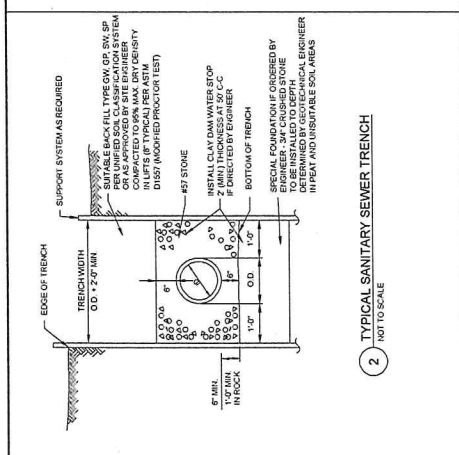 EDGE OF TRENCH
SUPPORT SYSTEM AS REQUIRED
TRENCH WIDTH
O.D. + 2'-0" MIN.
SUITABLE BACK FILL TYPE GW, GP, SW, SP
PER UNIFIED SOIL CLASSIFICATION SYSTEM
OR AS APPROVED BY SITE ENGINEER
COMPACTED TO 95% MAX. DRY DENSITY
IN LIFTS (8" TYPICAL) PER ASTM
D1557 (MODIFIED PROCTOR TEST)
#57 STONE
6"
6"
INSTALL CLAY DAM WATER STOP
2' (MIN.) THICKNESS AT 50' C-C
IF DIRECTED BY ENGINEER
BOTTOM OF TRENCH
1'-0"
O.D.
1'-0"
6" MIN.
1'-0" MIN.
IN ROCK
SPECIAL FOUNDATION IF ORDERED BY
ENGINEER - 3/4" CRUSHED STONE
TO BE INSTALLED TO DEPTH
DETERMINED BY GEOTECHNICAL ENGINEER
IN PEAT AND UNSUITABLE SOIL AREAS
2 TYPICAL SANITARY SEWER TRENCH
NOT TO SCALE